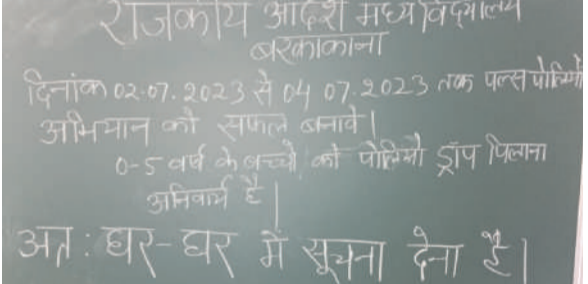 राजकीय आदर्श मध्य विद्यालय
बरकाकाना
दिनांक 02.07.2023 से 04 07.2023 तक पल्स पोलियो
अभियान को सफल बनावे।
0-5 वर्ष के बच्चों को पोलियो ड्रॉप पिलाना
अनिवार्य है।
अत: घर-घर में सूचना देना है।